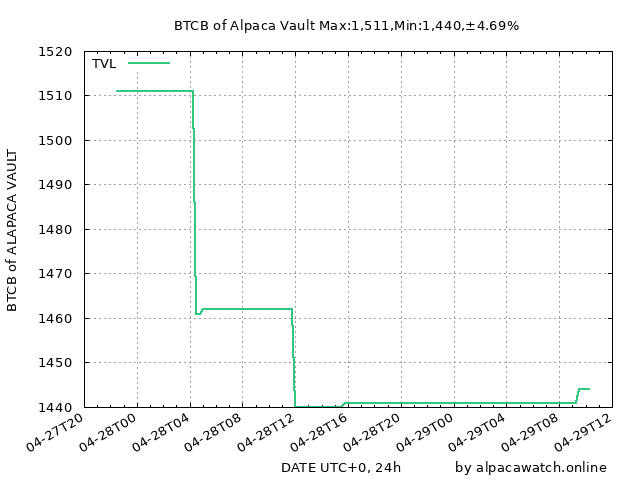 BTCB of Alpaca Vault Max:1,511,Min:1,440,±4.69%
TVL
1520
1510
1500
1490
1480
1470
1460
1450
1440
BTCB of ALAPACA VAULT
04-27T20
04-28T00
04-28T04
04-28T08
04-28T12
04-28T16
04-28T20
04-29T00
04-29T04
04-29T08
04-29T12
DATE UTC+0, 24h
by alpacawatch.online